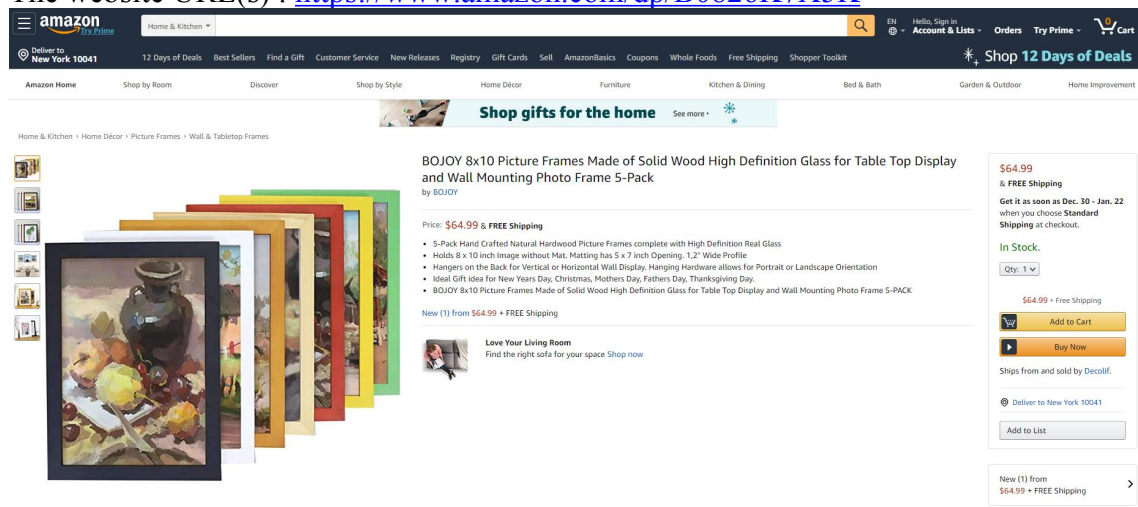 amazon
Try Prime
Home & Kitchen
EN
Hello, Sign in
Account & Lists
Orders
Try Prime
0
Cart
Deliver to
New York 10041
12 Days of Deals Best Sellers Find a Gift Customer Service New Releases Registry Gift Cards Sell AmazonBasics Coupons Whole Foods Free Shipping Shopper Toolkit
Shop 12 Days of Deals
Amazon Home Shop by Room Discover Shop by Style Home Décor Furniture Kitchen & Dining Bed & Bath Garden & Outdoor Home Improvement
Shop gifts for the home See more ›
Home & Kitchen › Home Décor › Picture Frames › Wall & Tabletop Frames
BOJOY 8x10 Picture Frames Made of Solid Wood High Definition Glass for Table Top Display
and Wall Mounting Photo Frame 5-Pack
by BOJOY
Price: $64.99 & FREE Shipping
• 5-Pack Hand Crafted Natural Hardwood Picture Frames complete with High Definition Real Glass
• Holds 8 x 10 inch Image without Mat. Matting has 5 x 7 inch Opening. 1,2" Wide Profile
• Hangers on the Back for Vertical or Horizontal Wall Display. Hanging Hardware allows for Portrait or Landscape Orientation
• Ideal Gift idea for New Years Day, Christmas, Mothers Day, Fathers Day, Thanksgiving Day.
• BOJOY 8x10 Picture Frames Made of Solid Wood High Definition Glass for Table Top Display and Wall Mounting Photo Frame 5-PACK
New (1) from $64.99 + FREE Shipping
Love Your Living Room
Find the right sofa for your space Shop now
$64.99
& FREE Shipping
Get it as soon as Dec. 30 - Jan. 22
when you choose Standard
Shipping at checkout.
In Stock.
Qty: 1
$64.99 + Free Shipping
Add to Cart
Buy Now
Ships from and sold by Decolif.
Deliver to New York 10041
Add to List
New (1) from
$64.99 + FREE Shipping